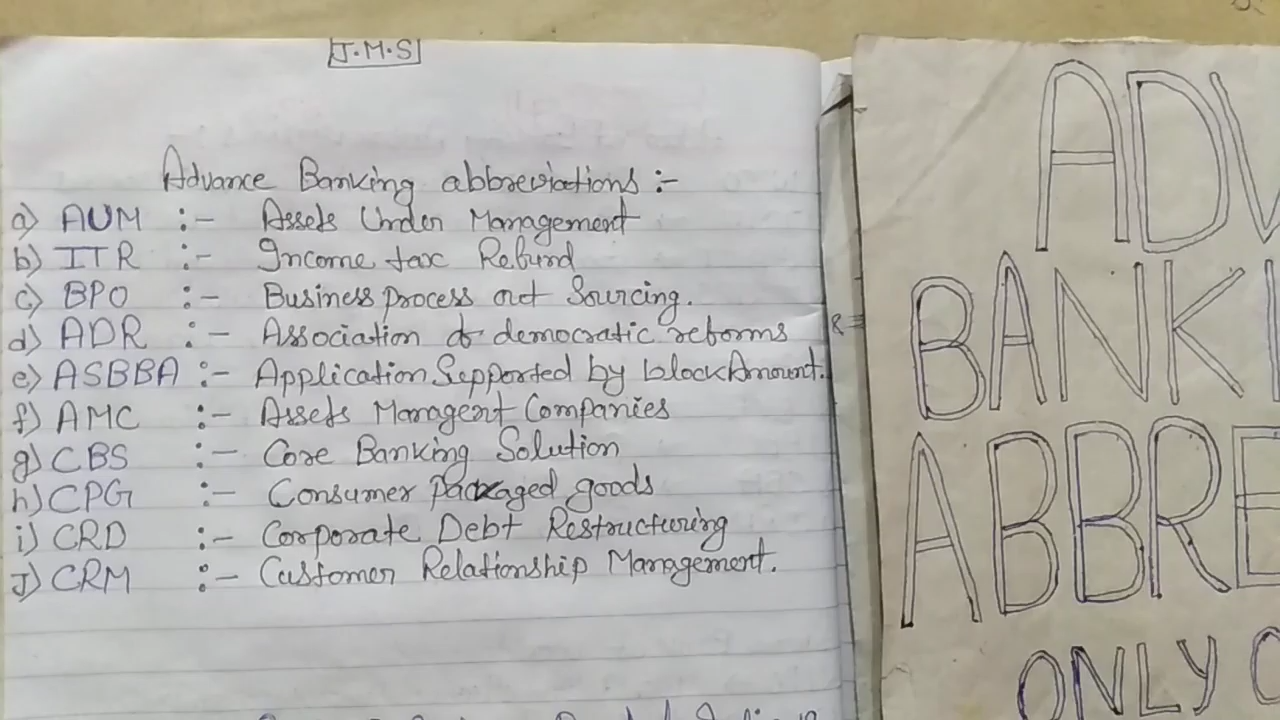 J.M.S
Advance Banking abbreviations :-
a) AUM :- Assets Under Management
b) ITR :- Income tax Refund
c) BPO :- Business process out Sourcing.
d) ADR :- Association of democratic reforms
e) ASBBA :- Application Supported by block Amount.
f) AMC :- Assets Managent Companies
g) CBS :- Core Banking Solution
h) CPG :- Consumer packaged goods
i) CRD :- Corporate Debt Restructuring
J) CRM :- Customer Relationship Management.
ADV
BANKI
ABBRE
ONLY